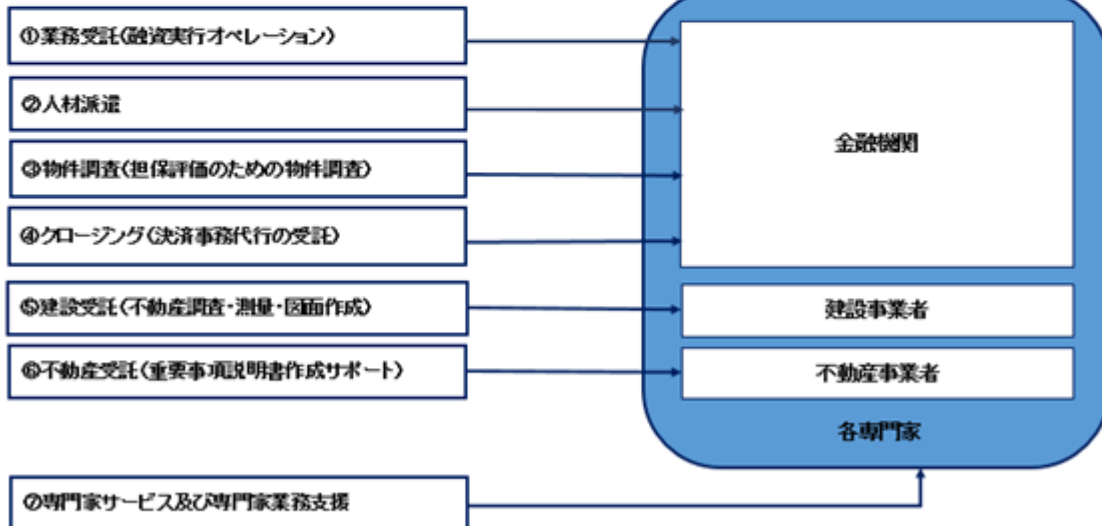 ①業務受託(融資実行オペレーション)
②人材派遣
③物件調査(担保評価のための物件調査)
④クロージング(決済事務代行の受託)
⑤建設受託(不動産調査・測量・図面作成)
⑥不動産受託(重要事項説明書作成サポート)
⑦専門家サービス及び専門家業務支援
金融機関
建設事業者
不動産事業者
各専門家